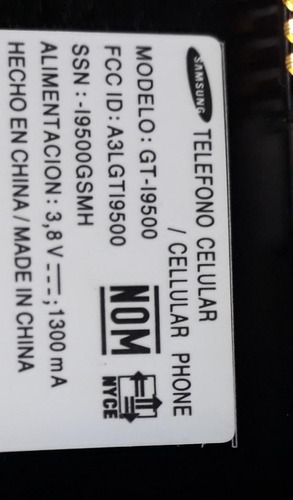 SAMSUNG
TELEFONO CELULAR
/ CELLULAR PHONE
MODELO: GT-I9500
FCC ID: A3LGTI9500
SSN: -I9500GSMH
ALIMENTACION: 3,8 V⎓; 1300 mA
HECHO EN CHINA / MADE IN CHINA
NOM
NYCE